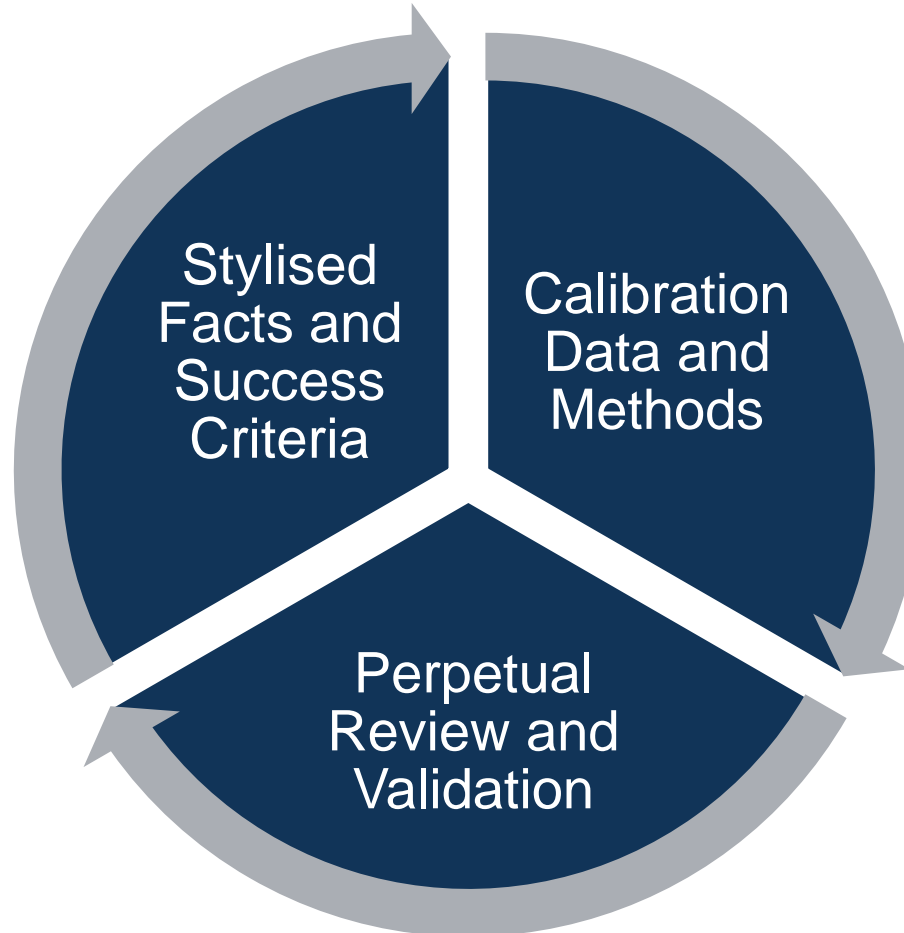 Stylised
Facts and
Success
Criteria
Calibration
Data and
Methods
Perpetual
Review and
Validation